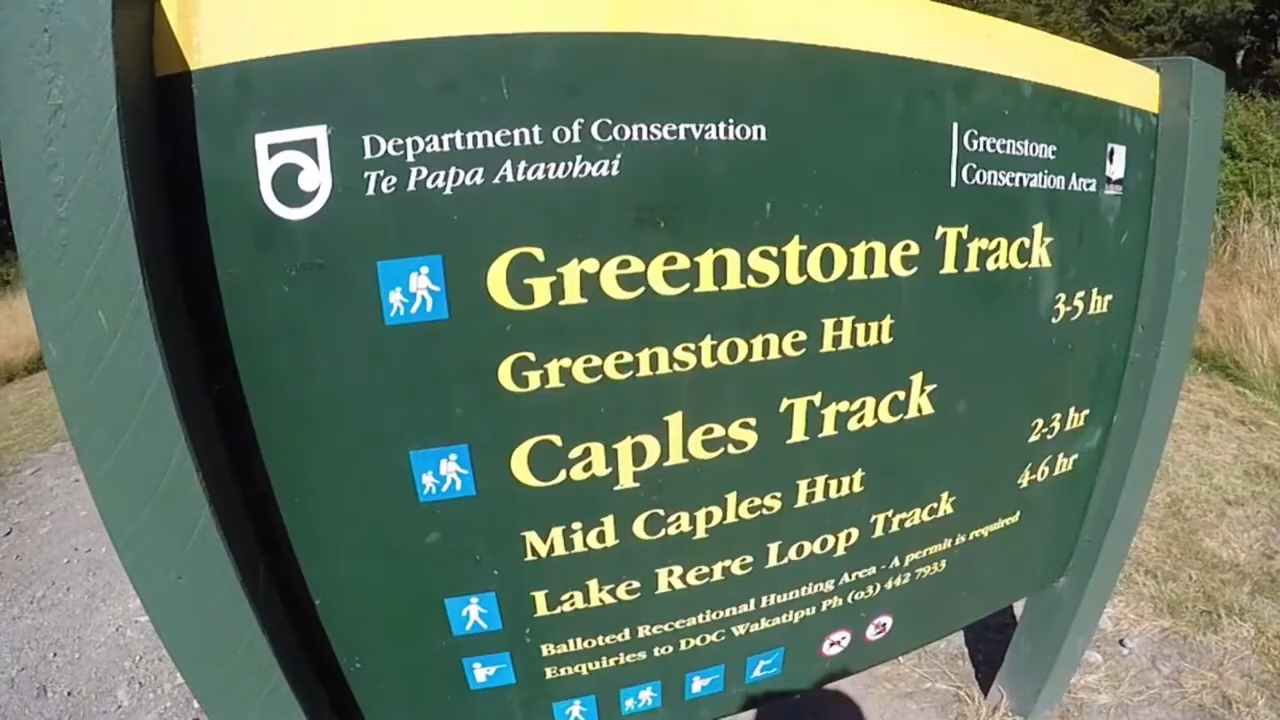 Department of Conservation
Te Papa Atawhai
Greenstone
Conservation Area
Greenstone Track
Greenstone Hut 3-5 hr
Caples Track
Mid Caples Hut 2-3 hr
Lake Rere Loop Track 4-6 hr
Balloted Receational Hunting Area - A permit is required
Enquiries to DOC Wakatipu Ph (03) 442 7933